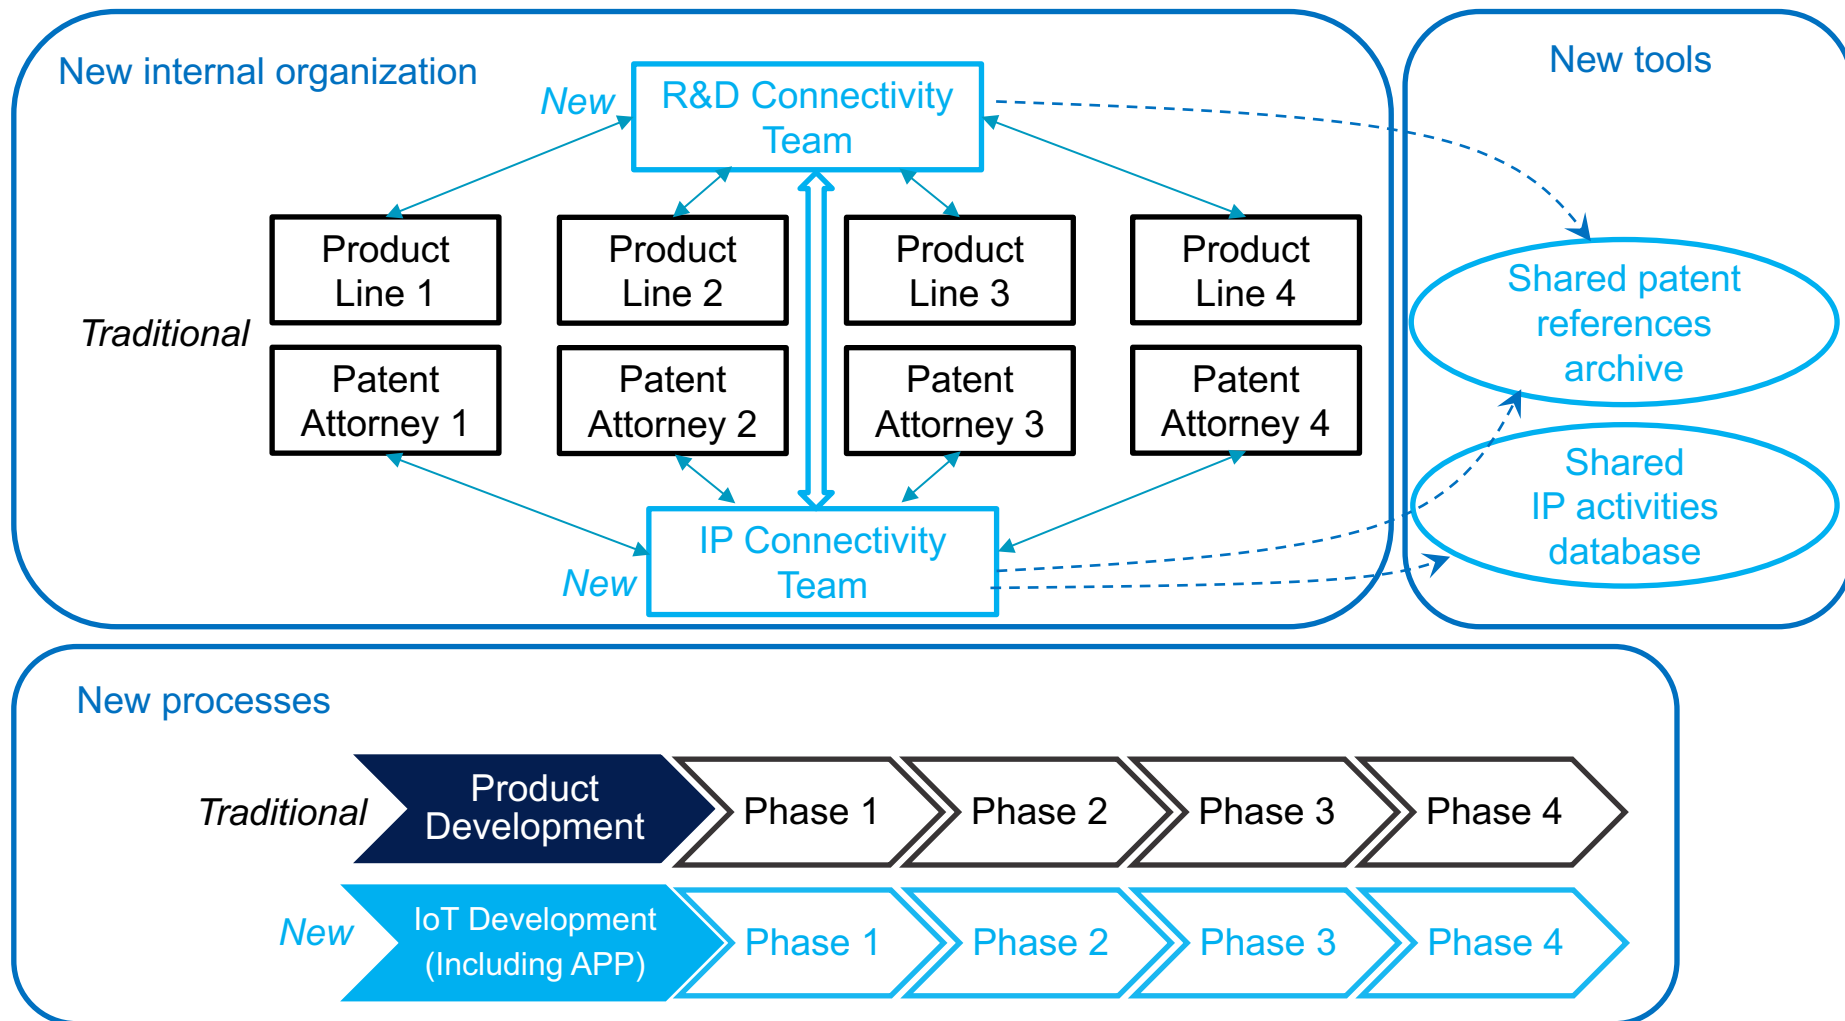 New internal organization
New
R&D Connectivity
Team
Traditional
Product
Line 1
Product
Line 2
Product
Line 3
Product
Line 4
Patent
Attorney 1
Patent
Attorney 2
Patent
Attorney 3
Patent
Attorney 4
New
IP Connectivity
Team
New tools
Shared patent
references
archive
Shared
IP activities
database
New processes
Traditional
Product
Development
Phase 1
Phase 2
Phase 3
Phase 4
New
IoT Development
(Including APP)
Phase 1
Phase 2
Phase 3
Phase 4